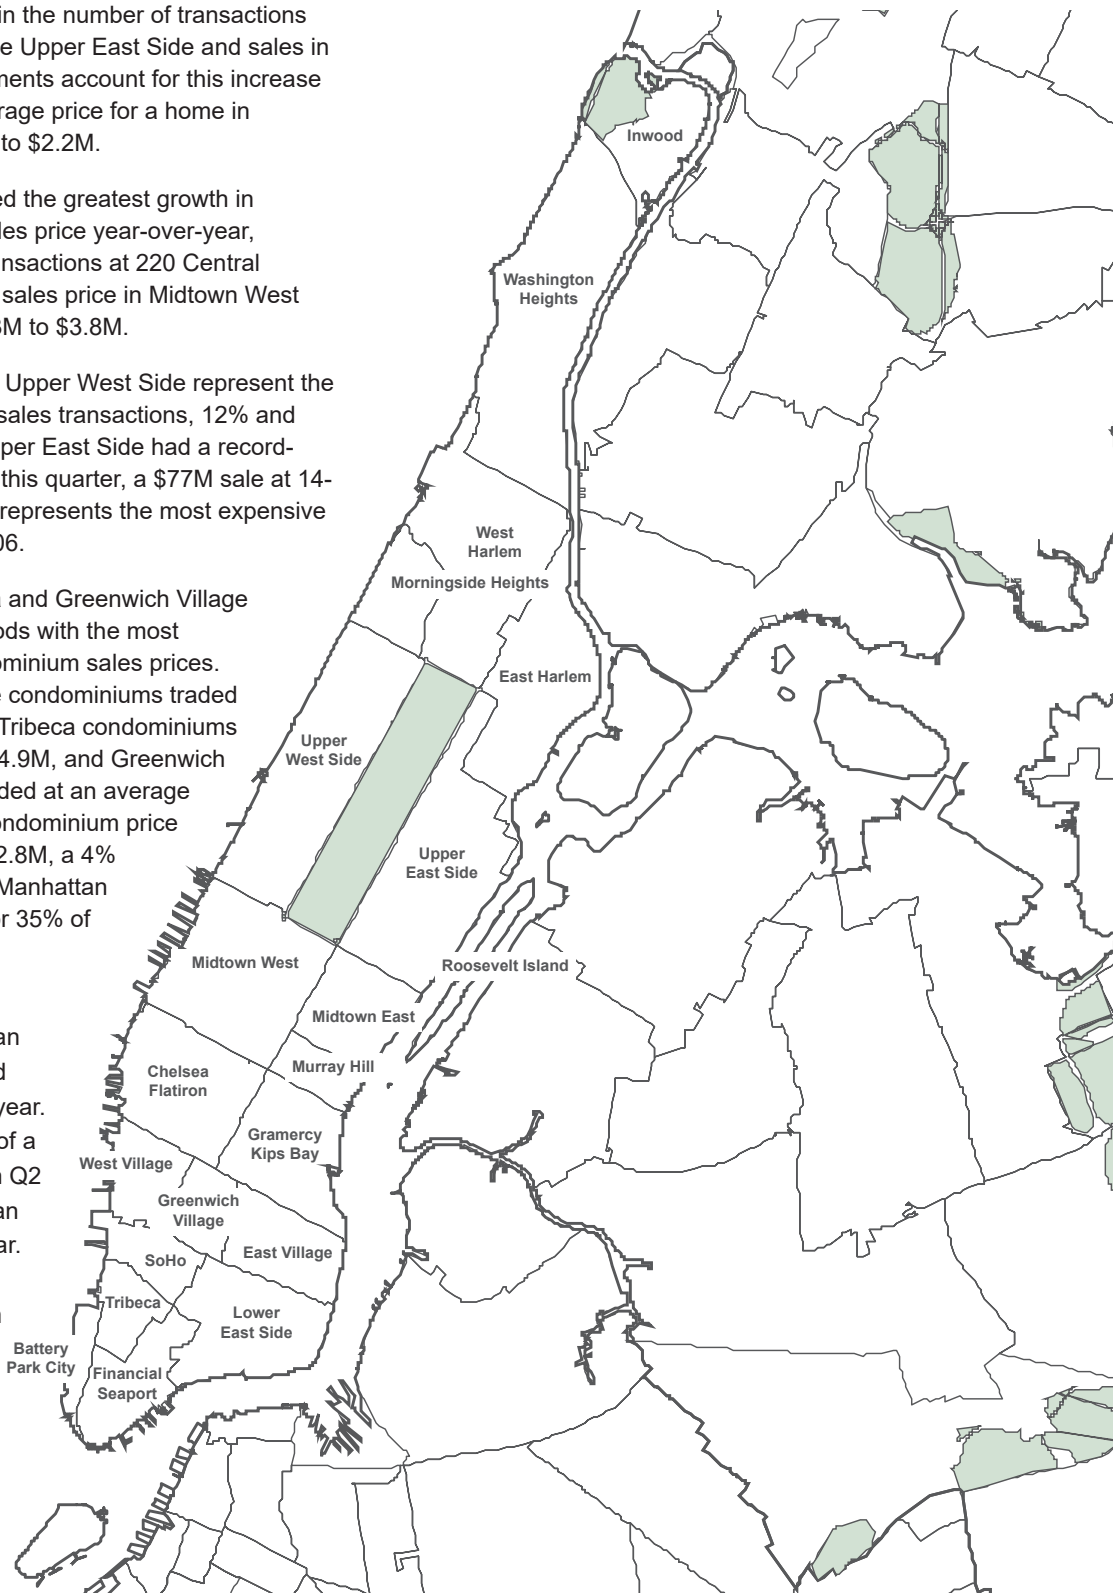 in the number of transactions
e Upper East Side and sales in
ments account for this increase
rage price for a home in
to $2.2M.
ed the greatest growth in
les price year-over-year,
nsactions at 220 Central
sales price in Midtown West
M to $3.8M.
Upper West Side represent the
sales transactions, 12% and
per East Side had a record-
this quarter, a $77M sale at 14-
represents the most expensive
06.
and Greenwich Village
ods with the most
ominium sales prices.
e condominiums traded
Tribeca condominiums
4.9M, and Greenwich
ded at an average
ondominium price
2.8M, a 4%
Manhattan
or 35% of
an
d
year.
of a
n Q2
an
ar.
Inwood
Washington
Heights
West
Harlem
Morningside Heights
East Harlem
Upper
West Side
Upper
East Side
Midtown West
Roosevelt Island
Midtown East
Murray Hill
Chelsea
Flatiron
Gramercy
Kips Bay
West Village
Greenwich
Village
East Village
SoHo
Tribeca
Lower
East Side
Battery
Park City
Financial
Seaport